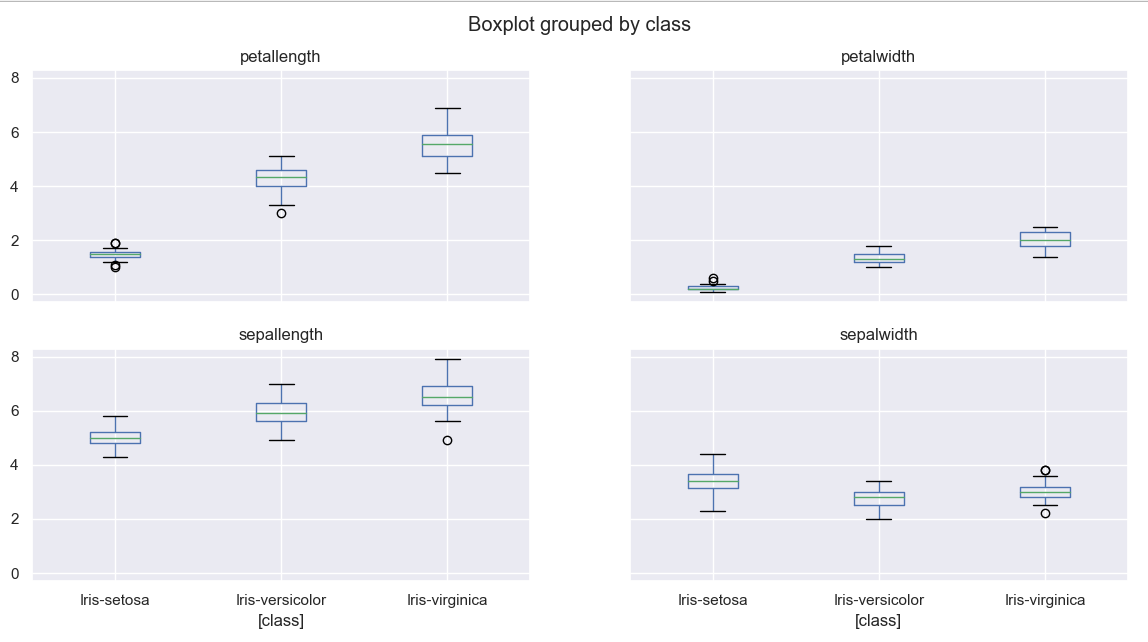 Boxplot grouped by class
petallength
petalwidth
8
6
4
2
0
sepallength
sepalwidth
8
6
4
2
0
Iris-setosa Iris-versicolor Iris-virginica
[class]
Iris-setosa Iris-versicolor Iris-virginica
[class]